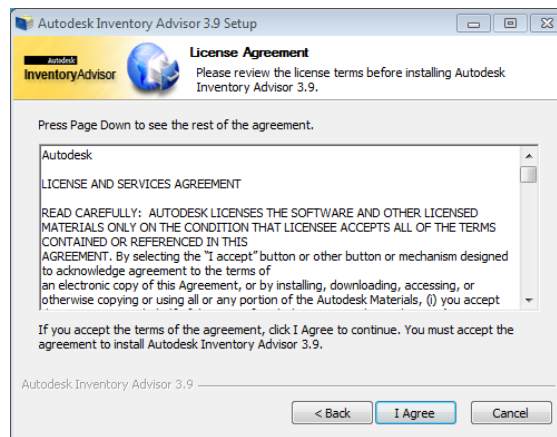 Autodesk Inventory Advisor 3.9 Setup
Autodesk
InventoryAdvisor
License Agreement
Please review the license terms before installing Autodesk
Inventory Advisor 3.9.
Press Page Down to see the rest of the agreement.
Autodesk
LICENSE AND SERVICES AGREEMENT
READ CAREFULLY:  AUTODESK LICENSES THE SOFTWARE AND OTHER LICENSED
MATERIALS ONLY ON THE CONDITION THAT LICENSEE ACCEPTS ALL OF THE TERMS
CONTAINED OR REFERENCED IN THIS
AGREEMENT. By selecting the “I accept” button or other button or mechanism designed
to acknowledge agreement to the terms of
an electronic copy of this Agreement, or by installing, downloading, accessing, or
otherwise copying or using all or any portion of the Autodesk Materials, (i) you accept
If you accept the terms of the agreement, click I Agree to continue. You must accept the
agreement to install Autodesk Inventory Advisor 3.9.
Autodesk Inventory Advisor 3.9
< Back
I Agree
Cancel